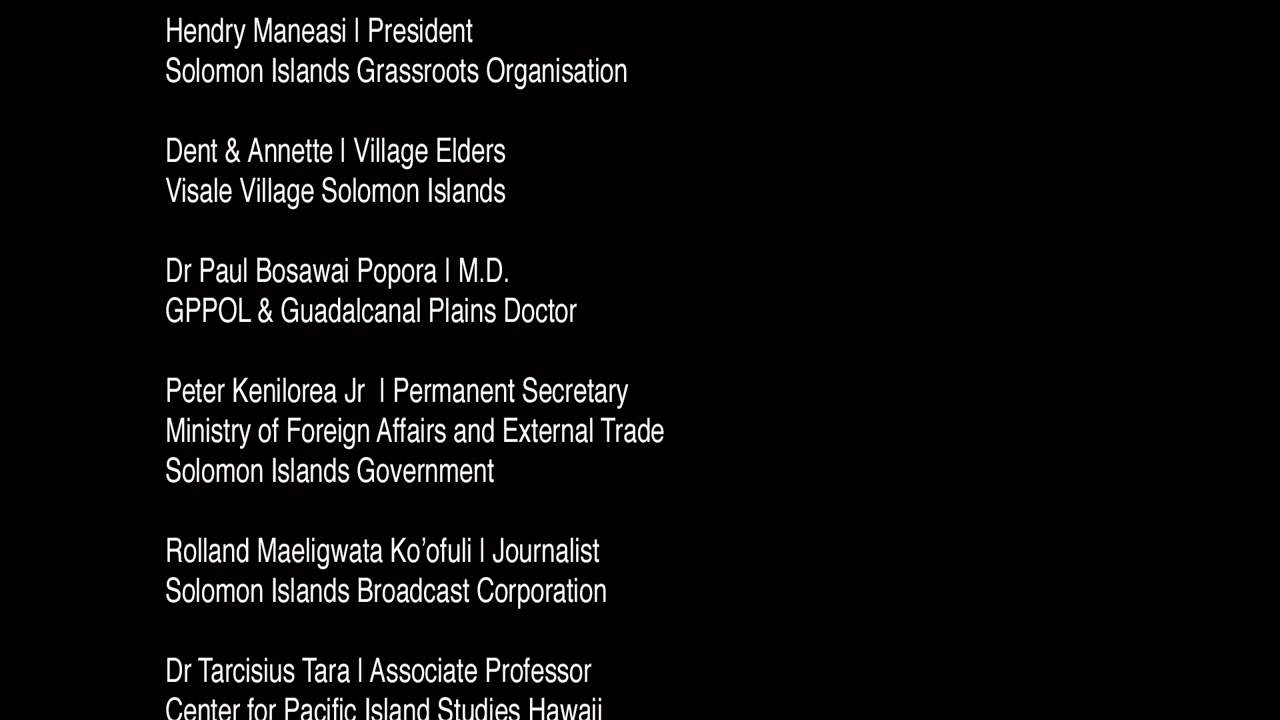 Hendry Maneasi | President
Solomon Islands Grassroots Organisation
Dent & Annette | Village Elders
Visale Village Solomon Islands
Dr Paul Bosawai Popora | M.D.
GPPOL & Guadalcanal Plains Doctor
Peter Kenilorea Jr  | Permanent Secretary
Ministry of Foreign Affairs and External Trade
Solomon Islands Government
Rolland Maeligwata Ko’ofuli | Journalist
Solomon Islands Broadcast Corporation
Dr Tarcisius Tara | Associate Professor
Center for Pacific Island Studies Hawaii